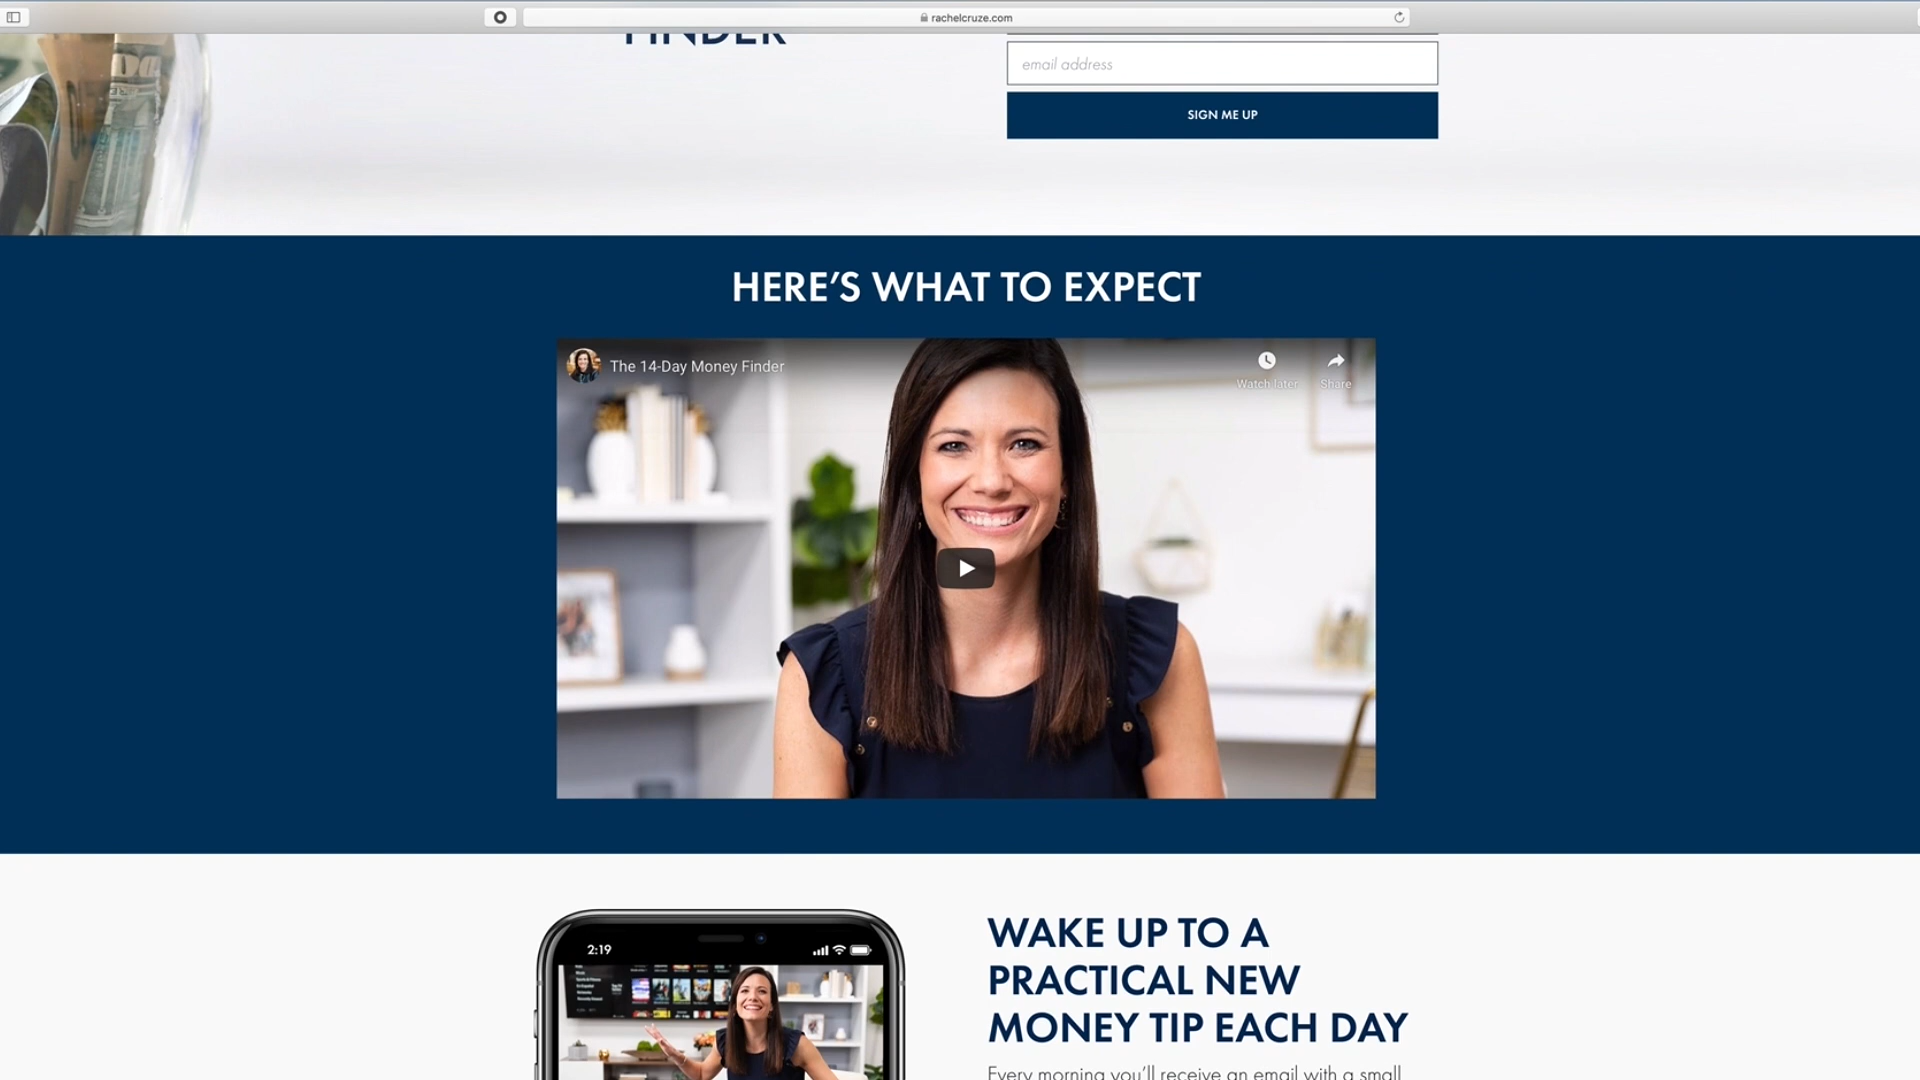 rachelcruze.com
FINDER
email address
SIGN ME UP
HERE’S WHAT TO EXPECT
The 14-Day Money Finder
Watch later
Share
2:19
WAKE UP TO A
PRACTICAL NEW
MONEY TIP EACH DAY
Every morning you’ll receive an email with a small